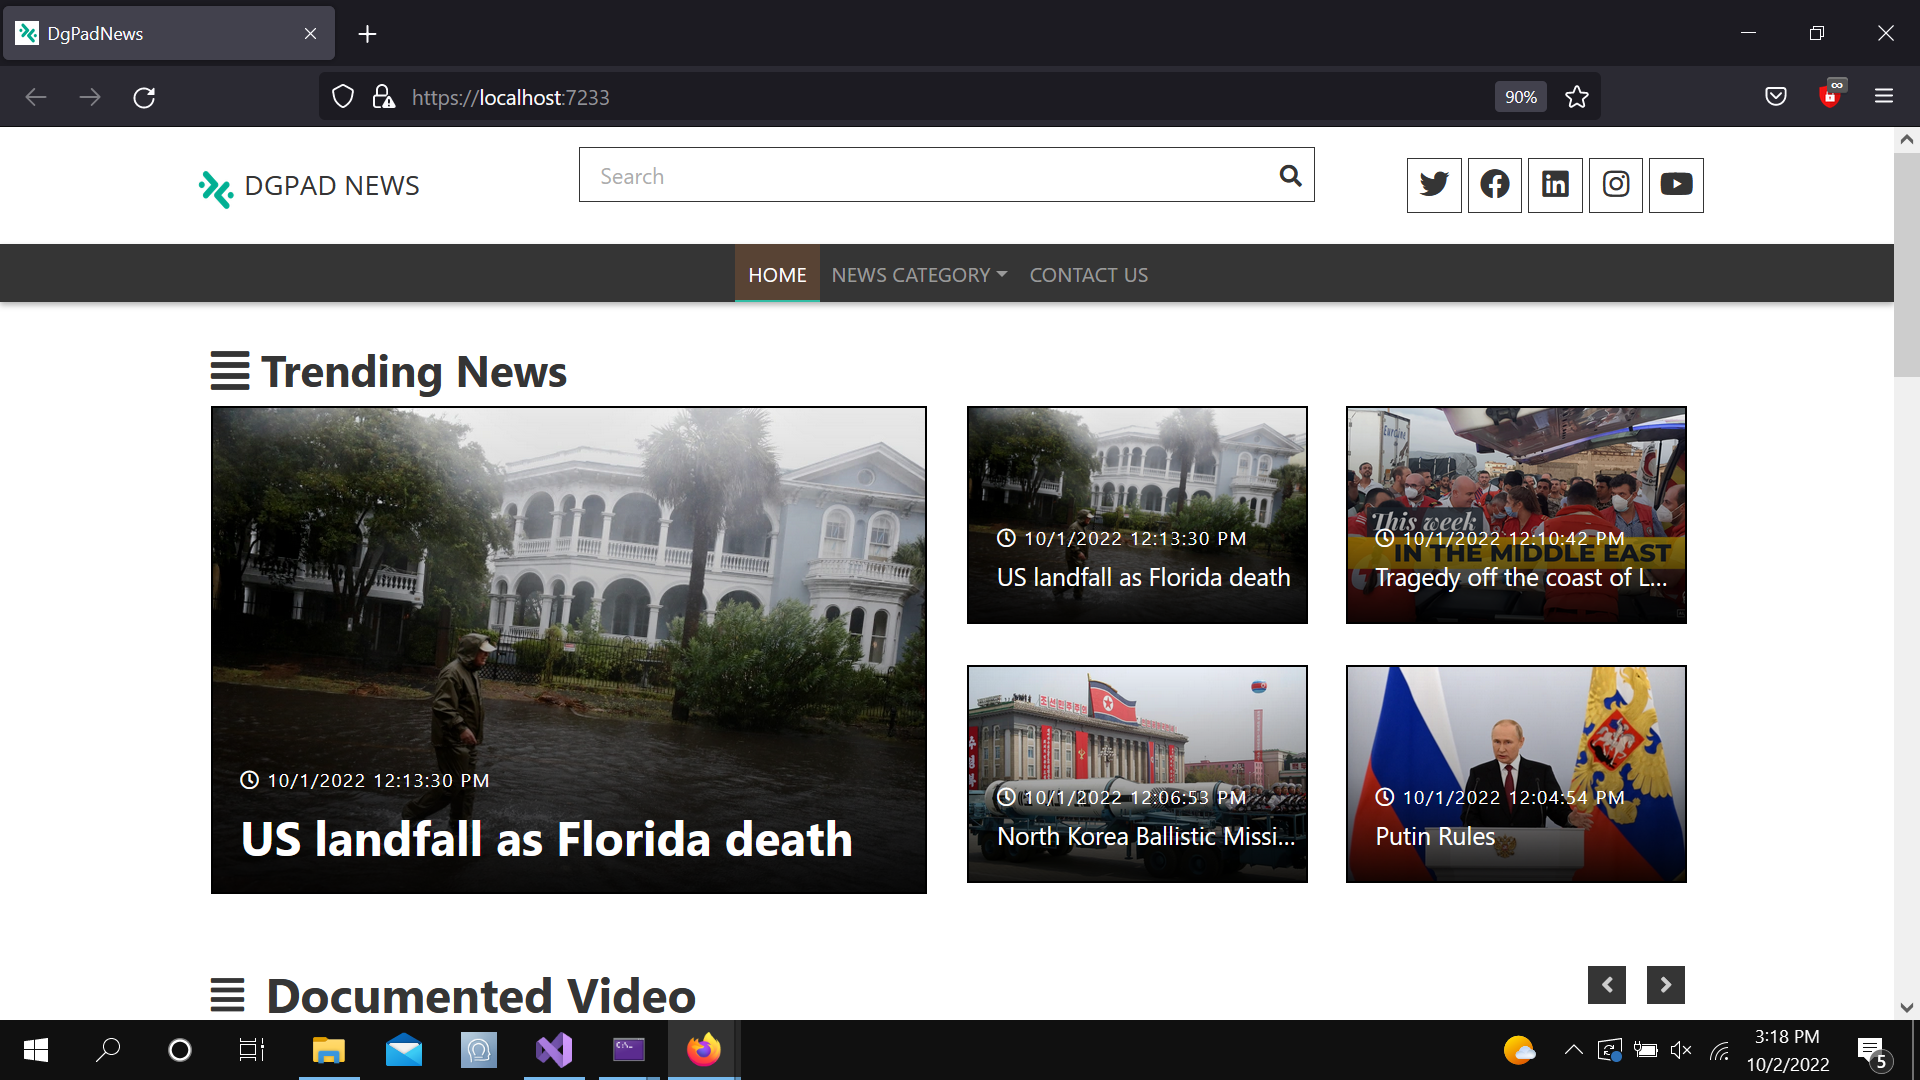 DgPadNews
https://localhost:7233
90%
DGPAD NEWS
Search
HOME
NEWS CATEGORY
CONTACT US
Trending News
10/1/2022 12:13:30 PM
US landfall as Florida death
10/1/2022 12:13:30 PM
US landfall as Florida death
This week
10/1/2022 12:10:42 PM
IN THE MIDDLE EAST
Tragedy off the coast of L...
10/1/2022 12:06:53 PM
North Korea Ballistic Missi...
10/1/2022 12:04:54 PM
Putin Rules
Documented Video
3:18 PM
10/2/2022
5